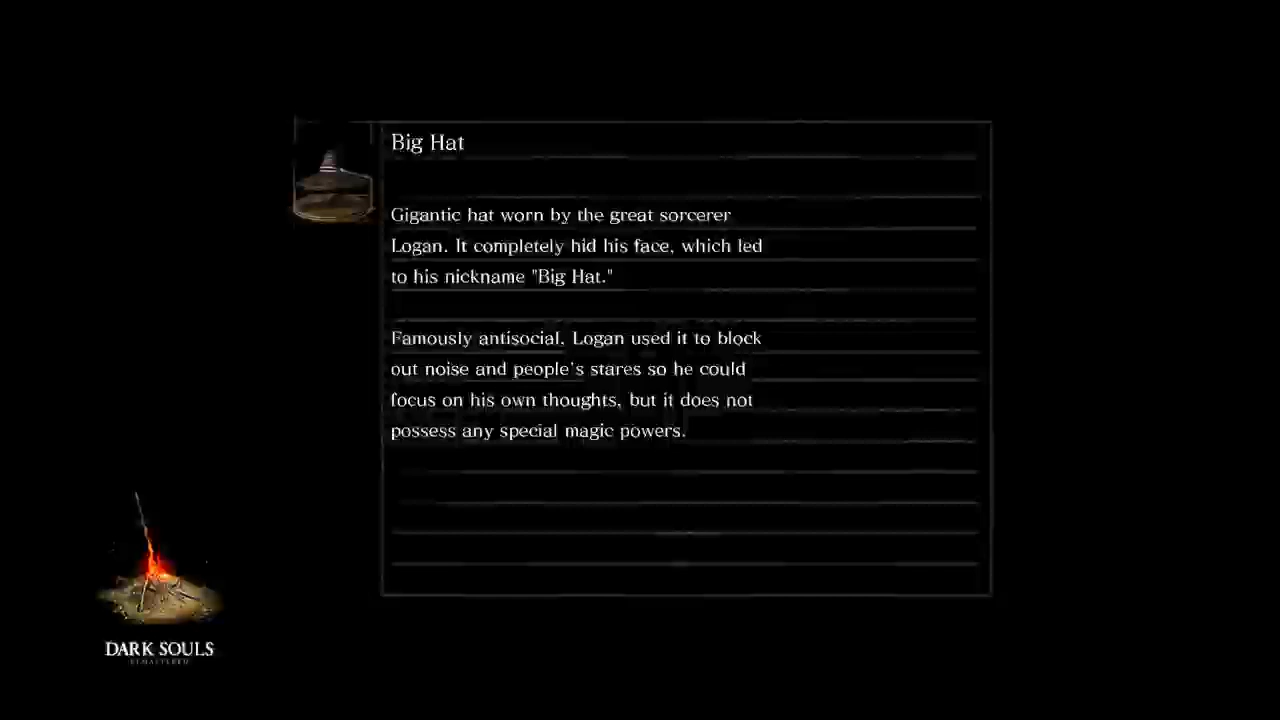 Big Hat
Gigantic hat worn by the great sorcerer
Logan. It completely hid his face, which led
to his nickname "Big Hat."
Famously antisocial, Logan used it to block
out noise and people's stares so he could
focus on his own thoughts, but it does not
possess any special magic powers.
DARK SOULS
REMASTERED